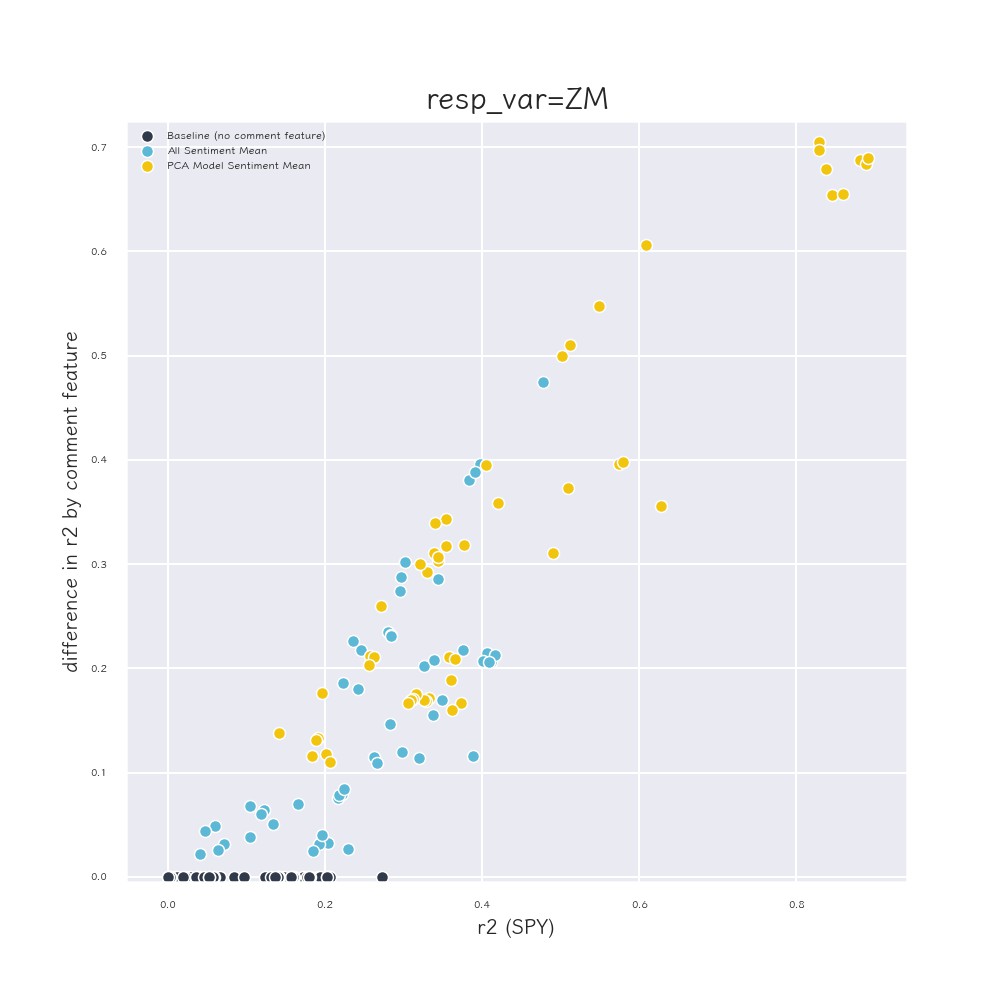 resp_var=ZM
Baseline (no comment feature)
All Sentiment Mean
PCA Model Sentiment Mean
difference in r2 by comment feature
0.7
0.6
0.5
0.4
0.3
0.2
0.1
0.0
0.0 0.2 0.4 0.6 0.8
r2 (SPY)